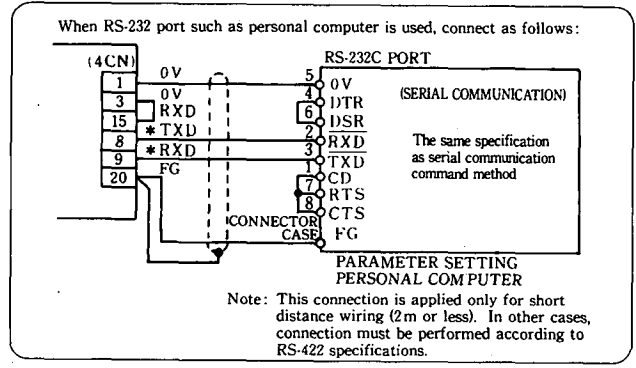 When RS-232 port such as personal computer is used, connect as follows:
(4CN)
RS-232C PORT
1
0V
5
0V
3
0V
4
DTR
15
RXD
6
DSR
8
*TXD
2
RXD
9
*RXD
3
TXD
20
FG
1
CD
7
RTS
8
CTS
CONNECTOR
CASE
FG
(SERIAL COMMUNICATION)
The same specification
as serial communication
command method
PARAMETER SETTING
PERSONAL COMPUTER
Note: This connection is applied only for short
distance wiring (2m or less). In other cases,
connection must be performed according to
RS-422 specifications.